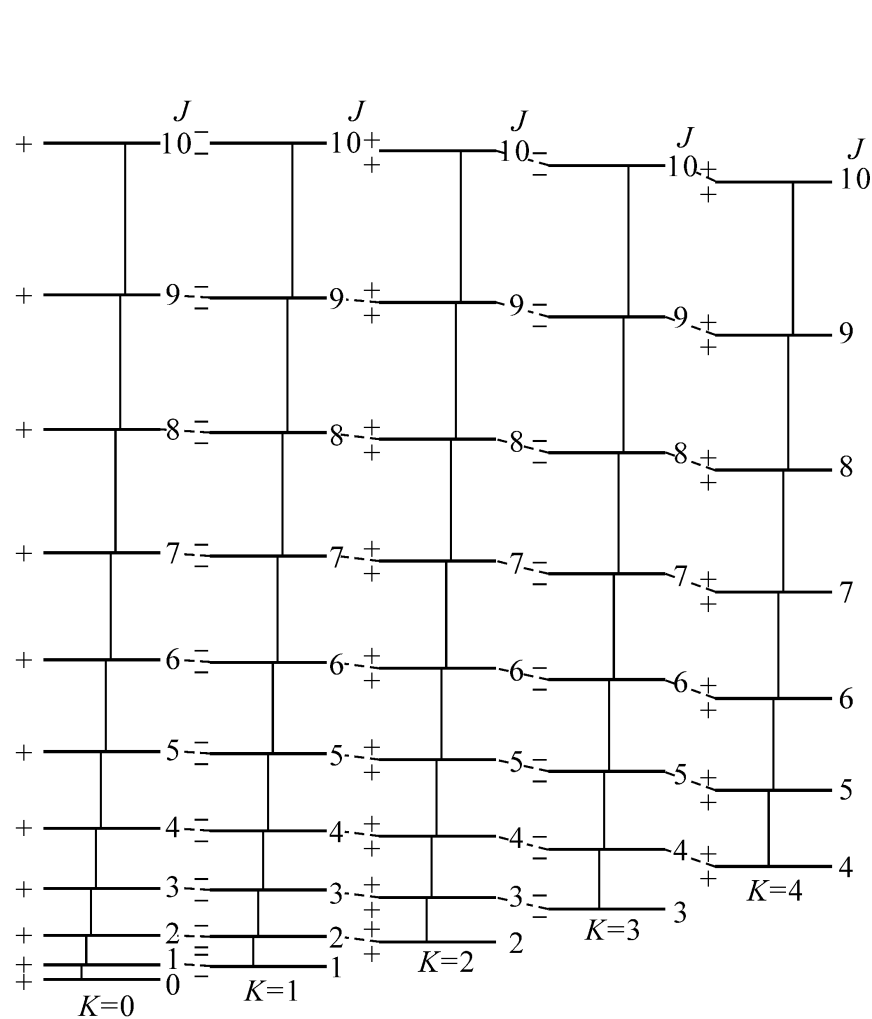 J J J J J
+ 10 − − 10 + + 10 − − 10 + + 10
+ 9 − − 9 + + 9 − − 9 + + 9
+ 8 − − 8 + + 8 − − 8 + + 8
+ 7 − − 7 + + 7 − − 7 + + 7
+ 6 − − 6 + + 6 − − 6 + + 6
+ 5 − − 5 + + 5 − − 5 + + 5
+ 4 − − 4 + + 4 − − 4 + + 4
+ 3 − − 3 + + 3 − − 3 K=4
+ 2 − − 2 + + 2 K=3
+ 1 − − 1 K=2
+ 0 K=1
K=0